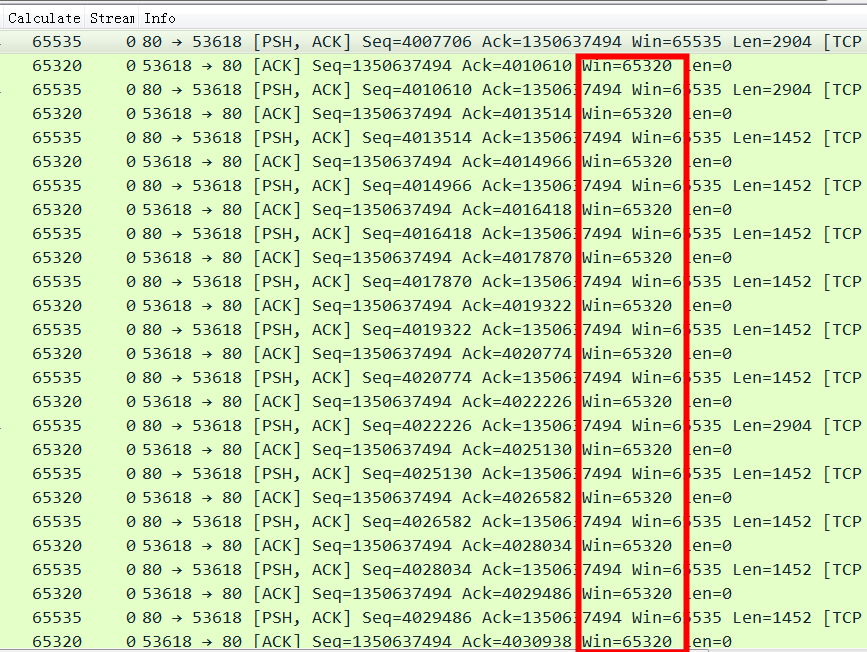 Calculate Stream Info
65535 0 80 → 53618 [PSH, ACK] Seq=4007706 Ack=1350637494 Win=65535 Len=2904 [TCP
65320 0 53618 → 80 [ACK] Seq=1350637494 Ack=4010610 Win=65320 Len=0
65535 0 80 → 53618 [PSH, ACK] Seq=4010610 Ack=1350637494 Win=65535 Len=2904 [TCP
65320 0 53618 → 80 [ACK] Seq=1350637494 Ack=4013514 Win=65320 Len=0
65535 0 80 → 53618 [PSH, ACK] Seq=4013514 Ack=1350637494 Win=65535 Len=1452 [TCP
65320 0 53618 → 80 [ACK] Seq=1350637494 Ack=4014966 Win=65320 Len=0
65535 0 80 → 53618 [PSH, ACK] Seq=4014966 Ack=1350637494 Win=65535 Len=1452 [TCP
65320 0 53618 → 80 [ACK] Seq=1350637494 Ack=4016418 Win=65320 Len=0
65535 0 80 → 53618 [PSH, ACK] Seq=4016418 Ack=1350637494 Win=65535 Len=1452 [TCP
65320 0 53618 → 80 [ACK] Seq=1350637494 Ack=4017870 Win=65320 Len=0
65535 0 80 → 53618 [PSH, ACK] Seq=4017870 Ack=1350637494 Win=65535 Len=1452 [TCP
65320 0 53618 → 80 [ACK] Seq=1350637494 Ack=4019322 Win=65320 Len=0
65535 0 80 → 53618 [PSH, ACK] Seq=4019322 Ack=1350637494 Win=65535 Len=1452 [TCP
65320 0 53618 → 80 [ACK] Seq=1350637494 Ack=4020774 Win=65320 Len=0
65535 0 80 → 53618 [PSH, ACK] Seq=4020774 Ack=1350637494 Win=65535 Len=1452 [TCP
65320 0 53618 → 80 [ACK] Seq=1350637494 Ack=4022226 Win=65320 Len=0
65535 0 80 → 53618 [PSH, ACK] Seq=4022226 Ack=1350637494 Win=65535 Len=2904 [TCP
65320 0 53618 → 80 [ACK] Seq=1350637494 Ack=4025130 Win=65320 Len=0
65535 0 80 → 53618 [PSH, ACK] Seq=4025130 Ack=1350637494 Win=65535 Len=1452 [TCP
65320 0 53618 → 80 [ACK] Seq=1350637494 Ack=4026582 Win=65320 Len=0
65535 0 80 → 53618 [PSH, ACK] Seq=4026582 Ack=1350637494 Win=65535 Len=1452 [TCP
65320 0 53618 → 80 [ACK] Seq=1350637494 Ack=4028034 Win=65320 Len=0
65535 0 80 → 53618 [PSH, ACK] Seq=4028034 Ack=1350637494 Win=65535 Len=1452 [TCP
65320 0 53618 → 80 [ACK] Seq=1350637494 Ack=4029486 Win=65320 Len=0
65535 0 80 → 53618 [PSH, ACK] Seq=4029486 Ack=1350637494 Win=65535 Len=1452 [TCP
65320 0 53618 → 80 [ACK] Seq=1350637494 Ack=4030938 Win=65320 Len=0